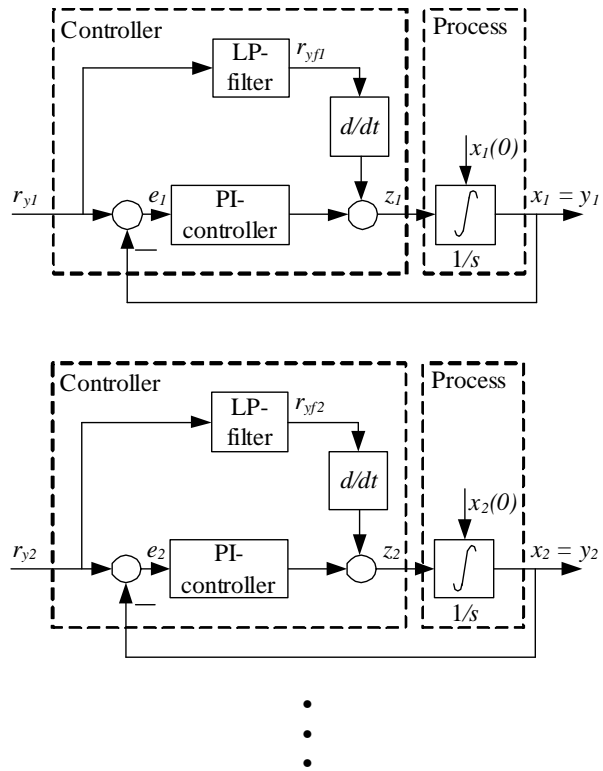 Controller
Process
LP-
filter
r_yf1
d/dt
x_1(0)
r_y1
e_1
PI-
controller
z_1
∫
x_1 = y_1
—
1/s
Controller
Process
LP-
filter
r_yf2
d/dt
x_2(0)
r_y2
e_2
PI-
controller
z_2
∫
x_2 = y_2
—
1/s